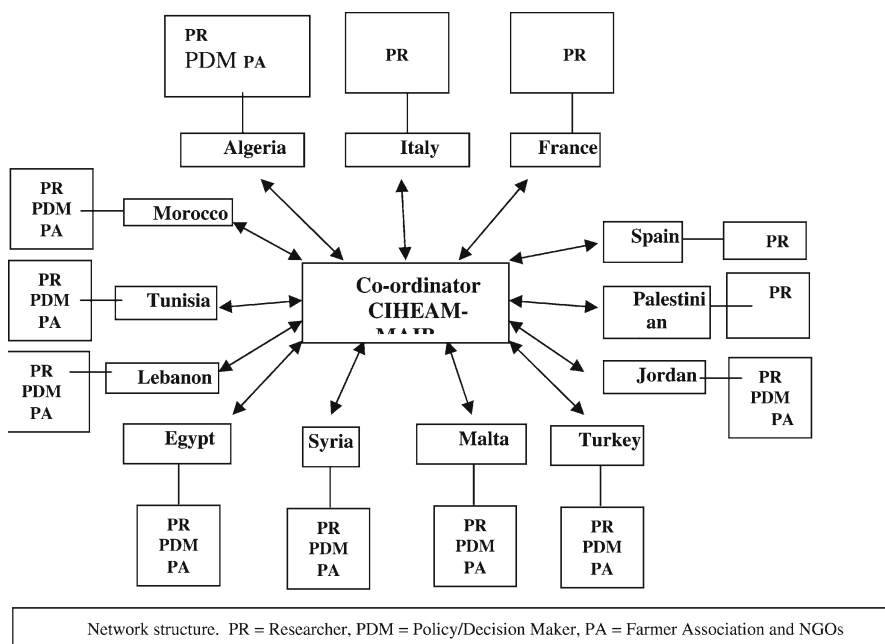 PR
PDM PA
PR
PR
Algeria
Italy
France
PR
PDM
PA
Morocco
Spain
PR
PR
PDM
PA
Tunisia
Co-ordinator
CIHEAM-
Palestini
an
PR
PR
PDM
PA
Lebanon
Jordan
PR
PDM
PA
Egypt
Syria
Malta
Turkey
PR
PDM
PA
PR
PDM
PA
PR
PDM
PA
PR
PDM
PA
Network structure. PR = Researcher, PDM = Policy/Decision Maker, PA = Farmer Association and NGOs